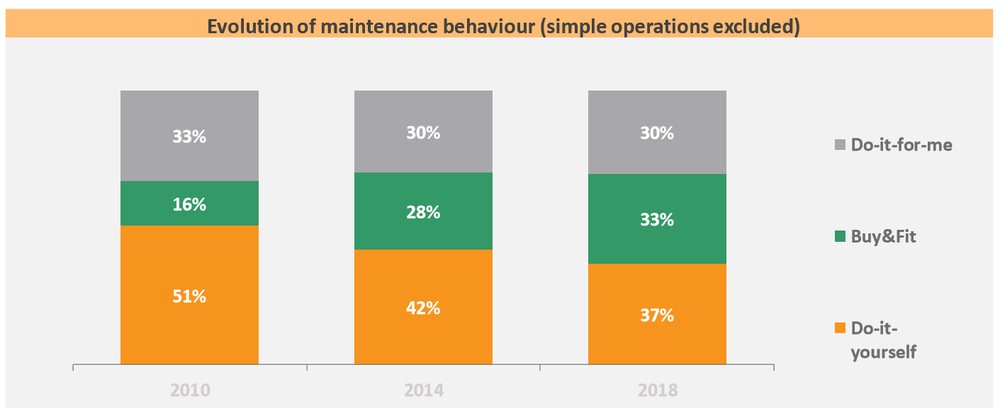 Evolution of maintenance behaviour (simple operations excluded)
33%
30%
30%
Do-it-for-me
16%
28%
33%
Buy&Fit
51%
42%
37%
Do-it-
yourself
2010
2014
2018